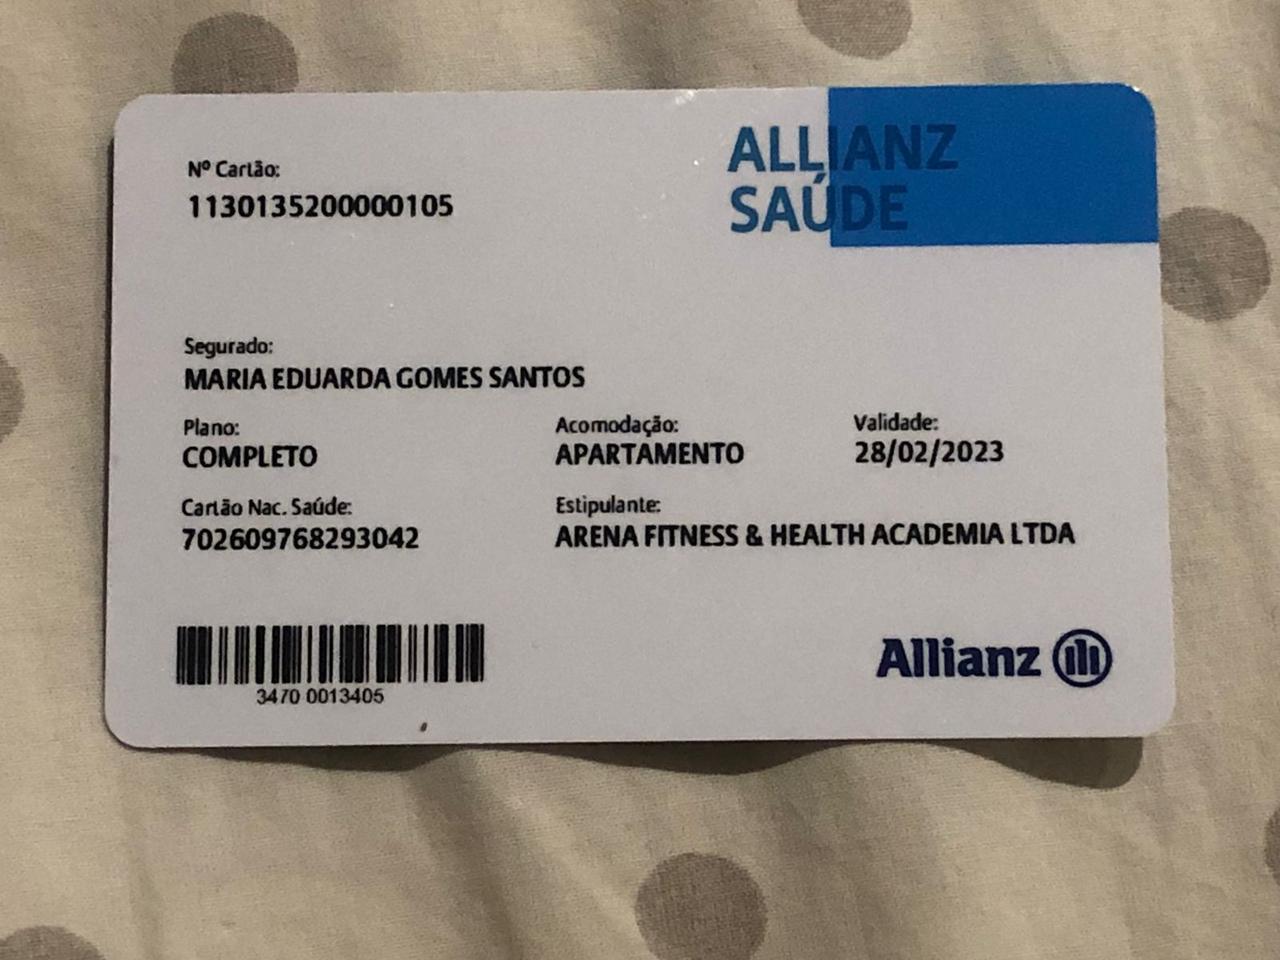 ALLIANZ
SAÚDE
Nº Cartão:
1130135200000105
Segurado:
MARIA EDUARDA GOMES SANTOS
Plano:
COMPLETO
Acomodação:
APARTAMENTO
Validade:
28/02/2023
Cartão Nac. Saúde:
702609768293042
Estipulante:
ARENA FITNESS & HEALTH ACADEMIA LTDA
3470 0013405
Allianz